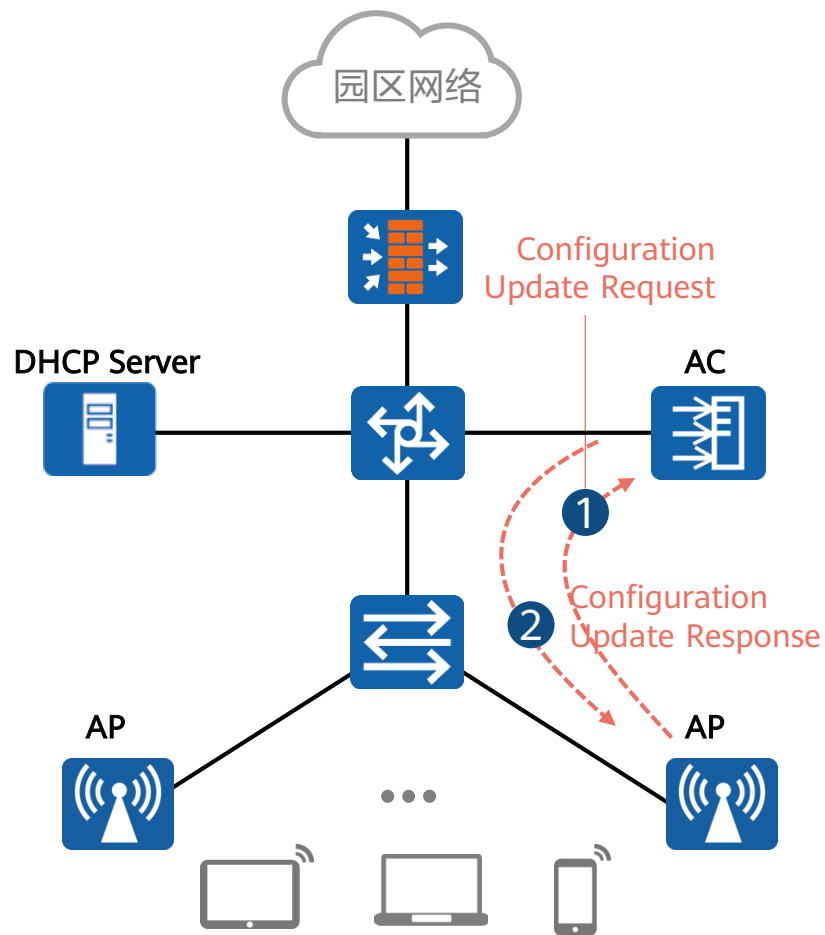 园区网络
Configuration
Update Request
DHCP Server
AC
1
Configuration
2
Update Response
AP
AP